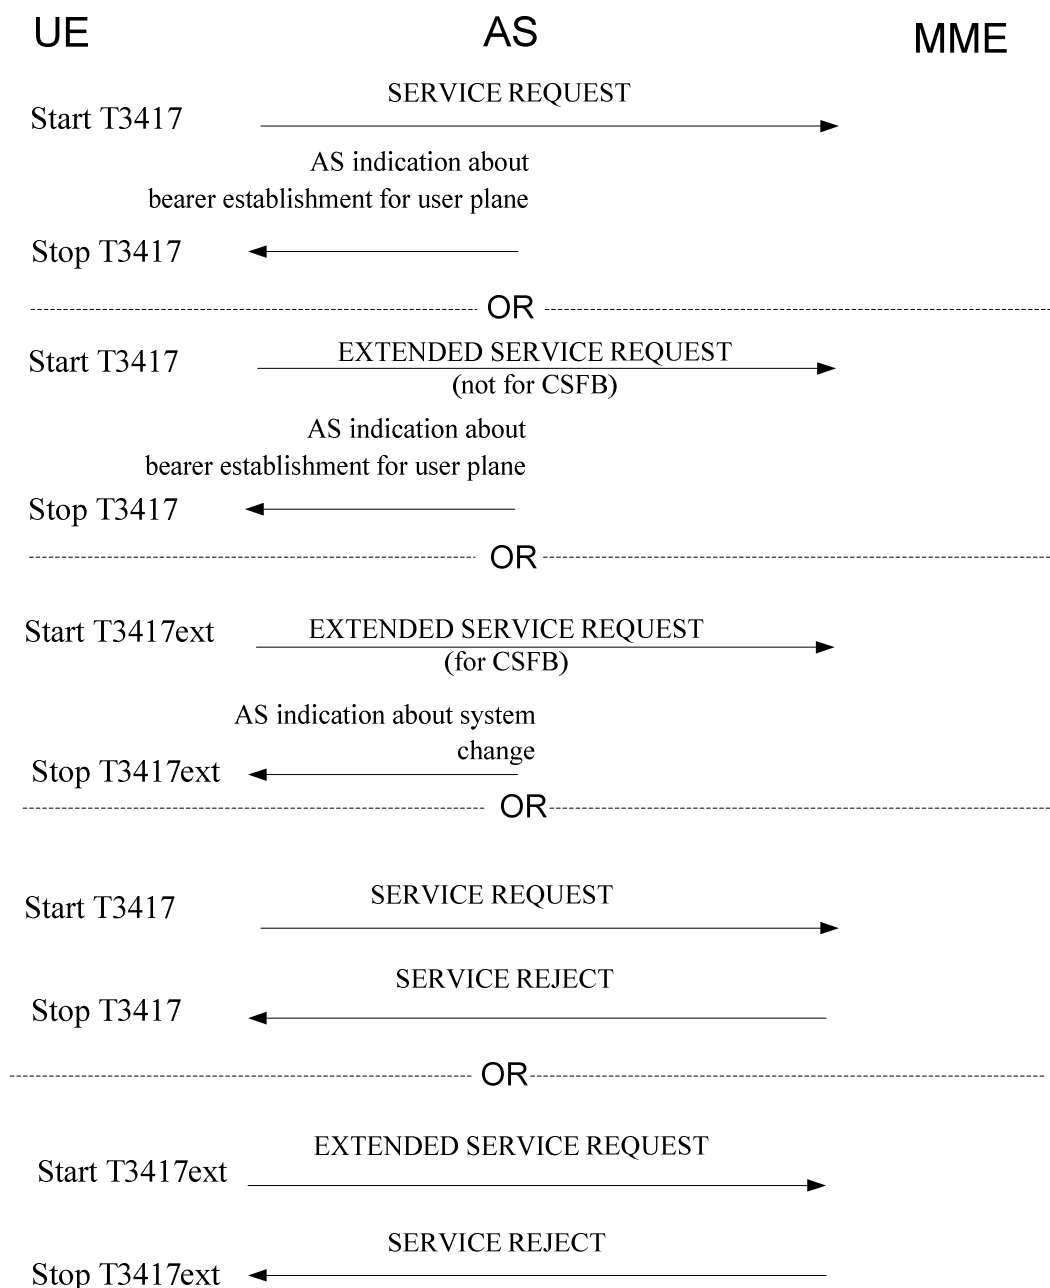 UE
AS
MME
SERVICE REQUEST
Start T3417
AS indication about
bearer establishment for user plane
Stop T3417
OR
Start T3417
EXTENDED SERVICE REQUEST
(not for CSFB)
AS indication about
bearer establishment for user plane
Stop T3417
OR
Start T3417ext
EXTENDED SERVICE REQUEST
(for CSFB)
AS indication about system
change
Stop T3417ext
OR
SERVICE REQUEST
Start T3417
SERVICE REJECT
Stop T3417
OR
EXTENDED SERVICE REQUEST
Start T3417ext
SERVICE REJECT
Stop T3417ext